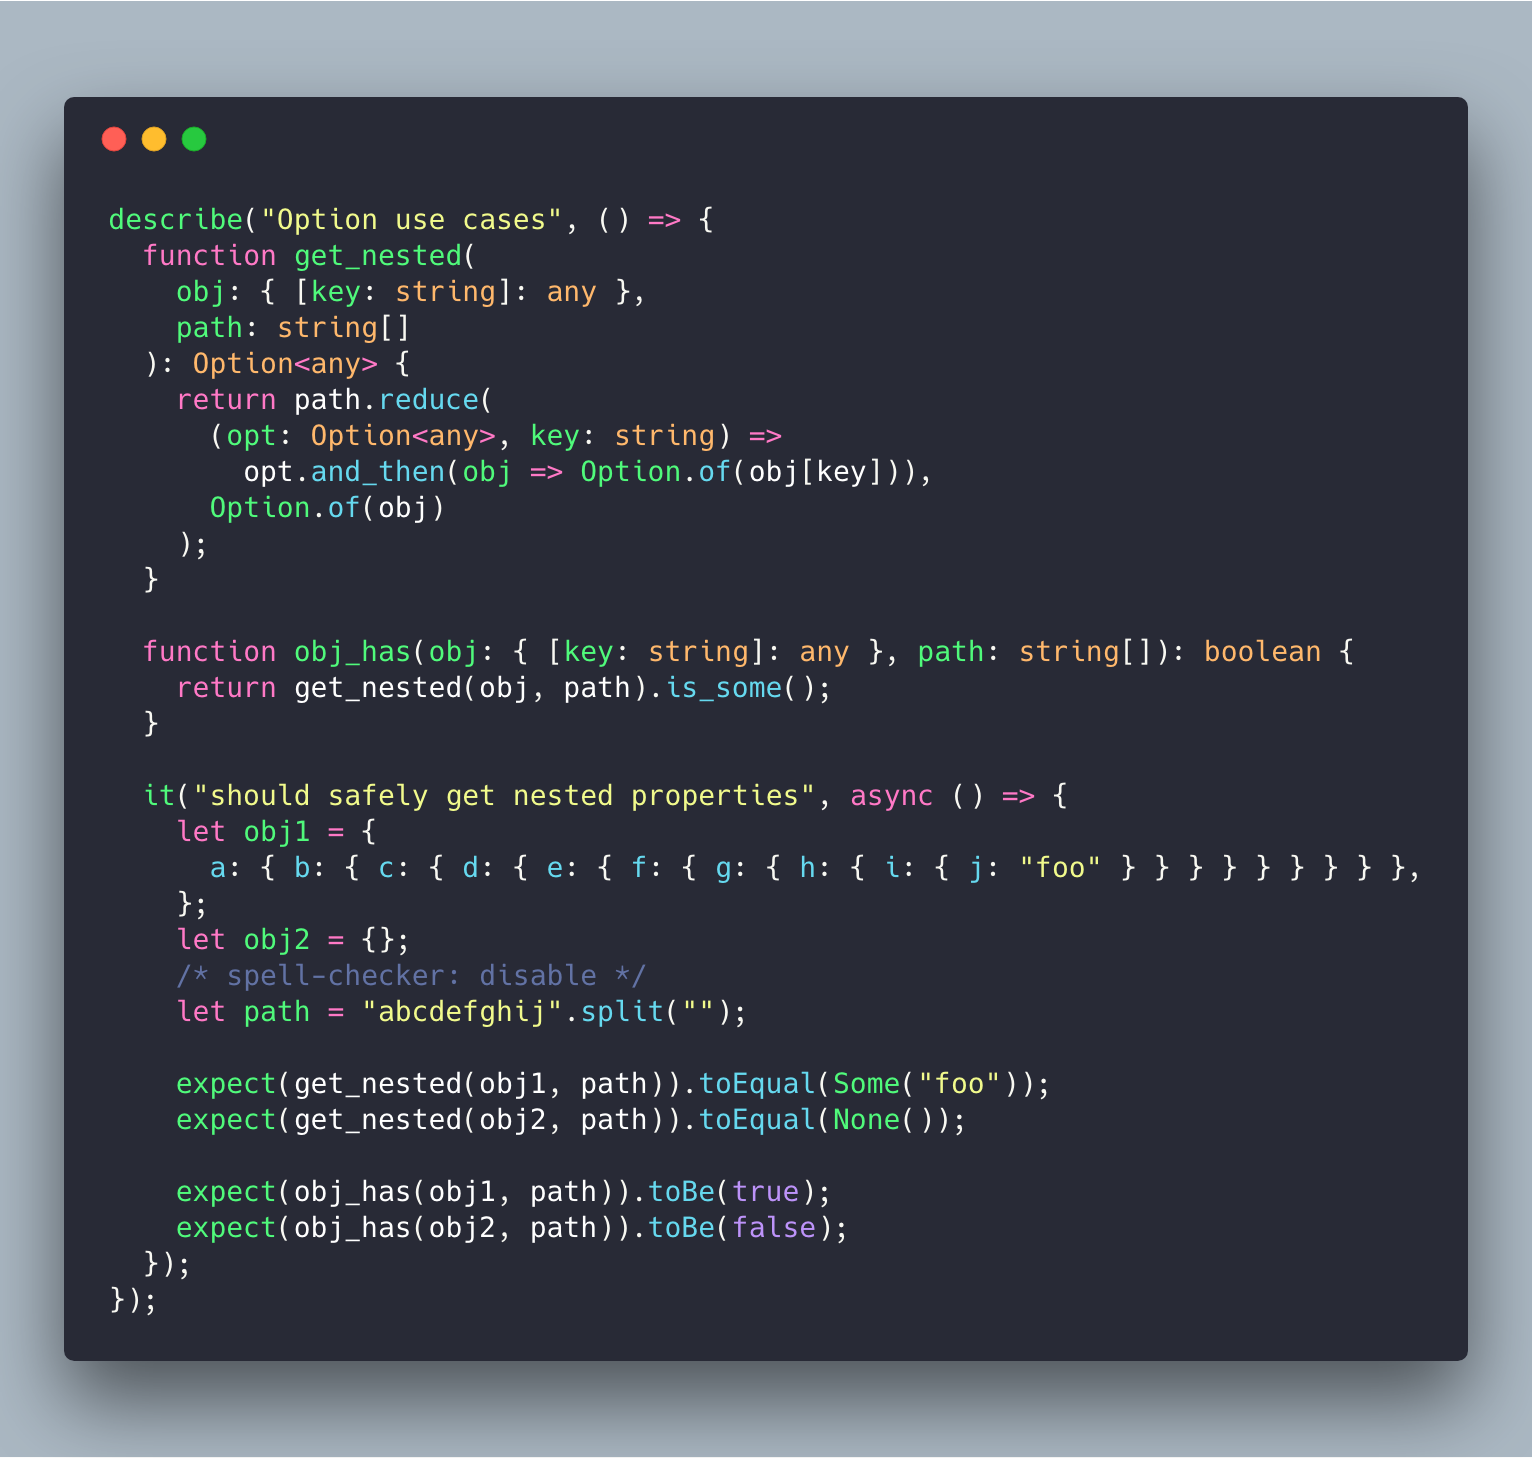 describe("Option use cases", () => {
  function get_nested(
    obj: { [key: string]: any },
    path: string[]
  ): Option<any> {
    return path.reduce(
      (opt: Option<any>, key: string) =>
        opt.and_then(obj => Option.of(obj[key])),
      Option.of(obj)
    );
  }

  function obj_has(obj: { [key: string]: any }, path: string[]): boolean {
    return get_nested(obj, path).is_some();
  }

  it("should safely get nested properties", async () => {
    let obj1 = {
      a: { b: { c: { d: { e: { f: { g: { h: { i: { j: "foo" } } } } } } } } },
    };
    let obj2 = {};
    /* spell-checker: disable */
    let path = "abcdefghij".split("");

    expect(get_nested(obj1, path)).toEqual(Some("foo"));
    expect(get_nested(obj2, path)).toEqual(None());

    expect(obj_has(obj1, path)).toBe(true);
    expect(obj_has(obj2, path)).toBe(false);
  });
});